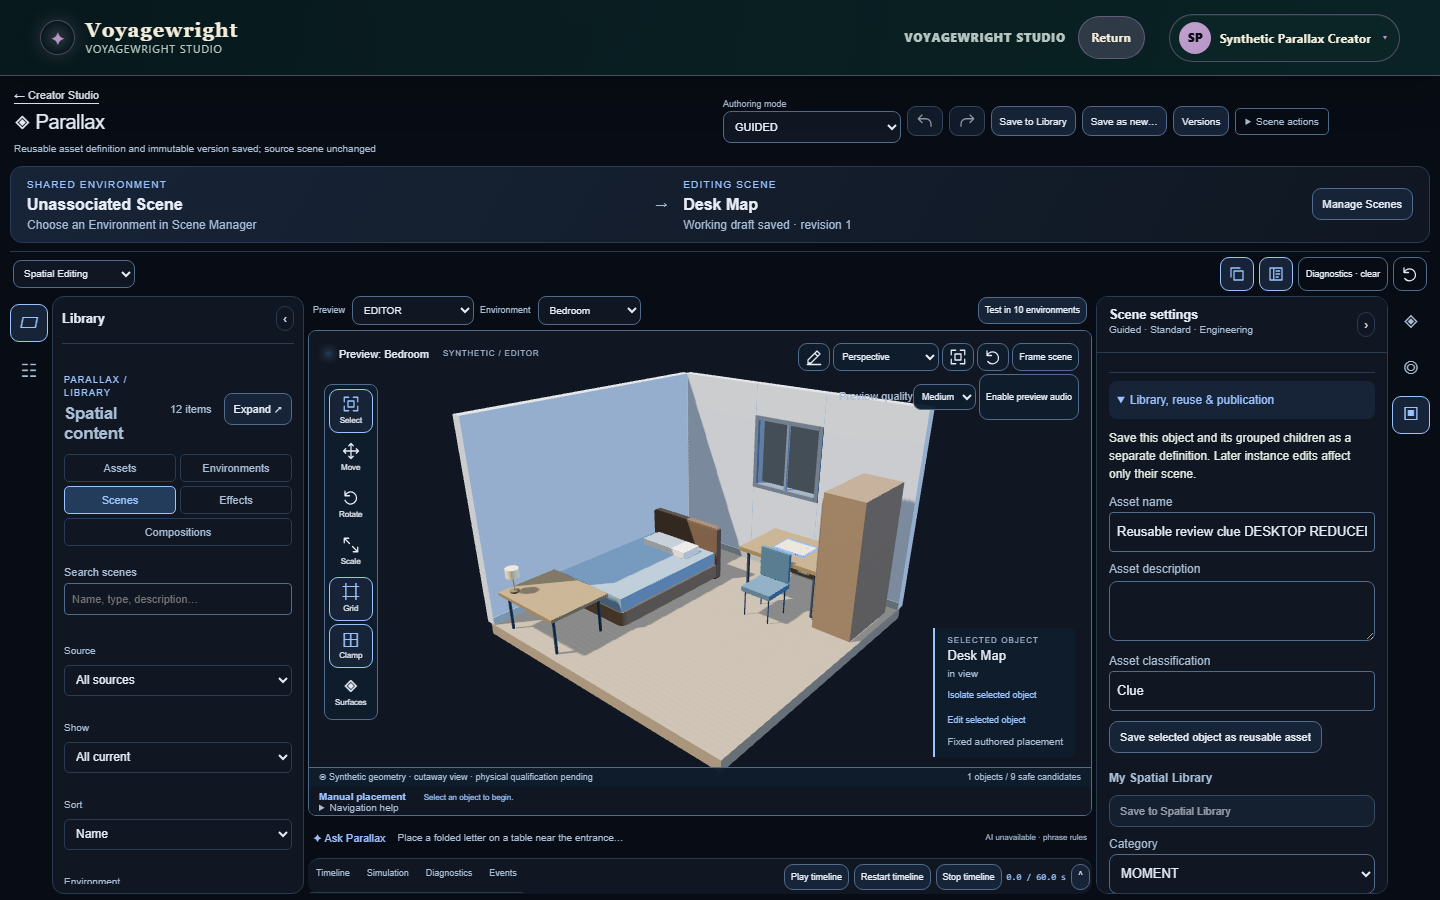 Voyagewright
VOYAGEWRIGHT STUDIO
VOYAGEWRIGHT STUDIO
Return
SP
Synthetic Parallax Creator
← Creator Studio
Parallax
Reusable asset definition and immutable version saved; source scene unchanged
Authoring mode
GUIDED
Save to Library
Save as new...
Versions
Scene actions
SHARED ENVIRONMENT
Unassociated Scene
Choose an Environment in Scene Manager
→
EDITING SCENE
Desk Map
Working draft saved · revision 1
Manage Scenes
Spatial Editing
Diagnostics · clear
Library
PARALLAX /
LIBRARY
Spatial
content
12 items
Expand ↗
Assets
Environments
Scenes
Effects
Compositions
Search scenes
Name, type, description...
Source
All sources
Show
All current
Sort
Name
Environment
Preview
EDITOR
Environment
Bedroom
Test in 10 environments
Preview: Bedroom
SYNTHETIC / EDITOR
Perspective
Frame scene
Preview quality
Medium
Enable preview audio
Select
Move
Rotate
Scale
Grid
Clamp
Surfaces
SELECTED OBJECT
Desk Map
in view
Isolate selected object
Edit selected object
Fixed authored placement
Synthetic geometry · cutaway view · physical qualification pending
1 objects / 9 safe candidates
Manual placement
Select an object to begin.
Navigation help
Ask Parallax
Place a folded letter on a table near the entrance...
AI unavailable · phrase rules
Timeline
Simulation
Diagnostics
Events
Play timeline
Restart timeline
Stop timeline
0.0 / 60.0 s
Scene settings
Guided · Standard · Engineering
Library, reuse & publication
Save this object and its grouped children as a
separate definition. Later instance edits affect
only their scene.
Asset name
Reusable review clue DESKTOP REDUCE
Asset description
Asset classification
Clue
Save selected object as reusable asset
My Spatial Library
Save to Spatial Library
Category
MOMENT